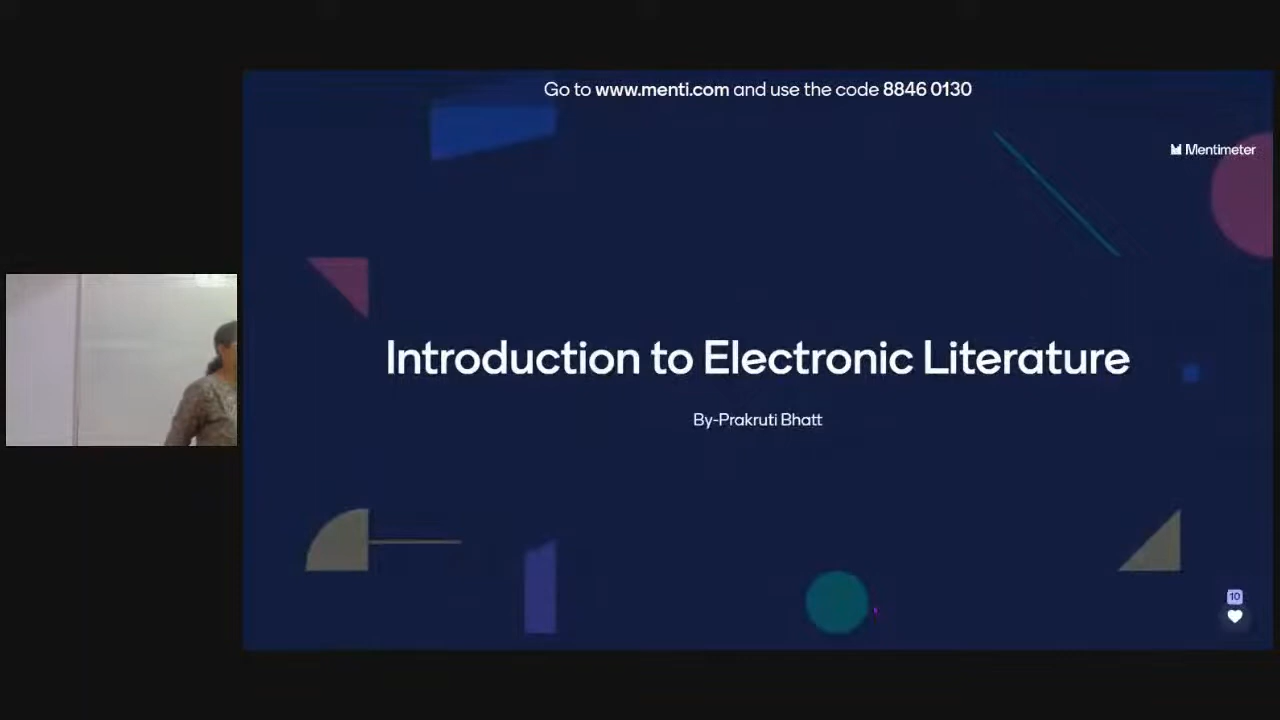 Go to www.menti.com and use the code 8846 0130
Mentimeter
Introduction to Electronic Literature
By-Prakruti Bhatt
10